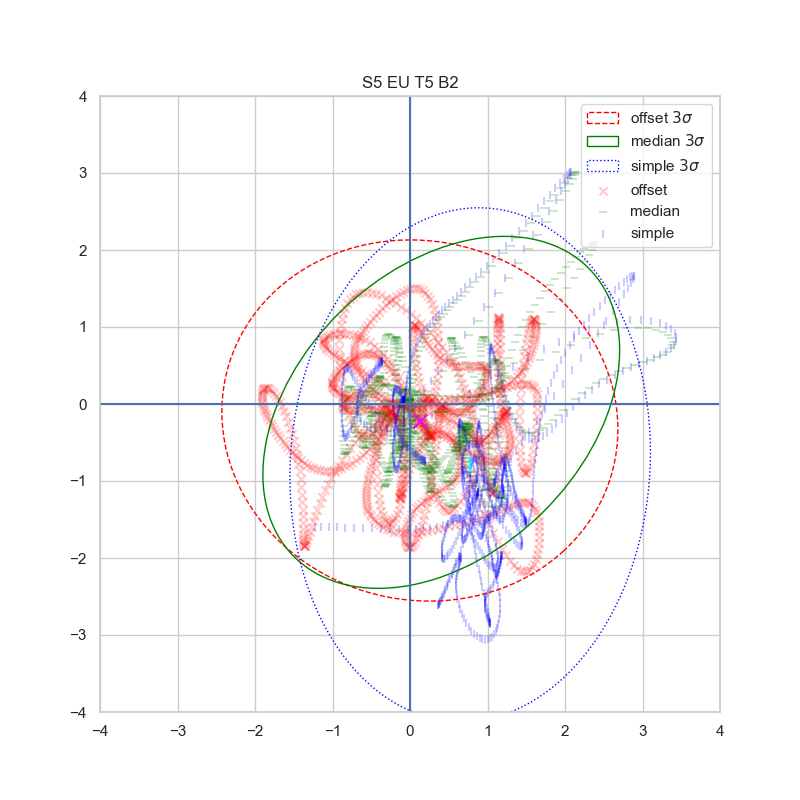 S5 EU T5 B2
offset 3σ
median 3σ
simple 3σ
offset
median
simple
4
3
2
1
0
−1
−2
−3
−4
−4 −3 −2 −1 0 1 2 3 4